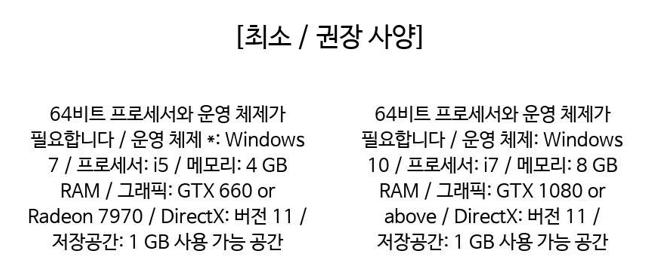 [최소 / 권장 사양]
64비트 프로세서와 운영 체제가
필요합니다 / 운영 체제 *: Windows
7 / 프로세서: i5 / 메모리: 4 GB
RAM / 그래픽: GTX 660 or
Radeon 7970 / DirectX: 버전 11 /
저장공간: 1 GB 사용 가능 공간
64비트 프로세서와 운영 체제가
필요합니다 / 운영 체제: Windows
10 / 프로세서: i7 / 메모리: 8 GB
RAM / 그래픽: GTX 1080 or
above / DirectX: 버전 11 /
저장공간: 1 GB 사용 가능 공간